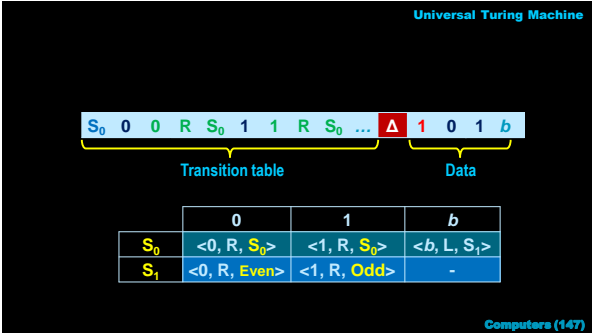 Universal Turing Machine
S₀ 0 0 R S₀ 1 1 R S₀ ... Δ 1 0 1 b
Transition table Data
0 1 b
S₀ <0, R, S₀> <1, R, S₀> <b, L, S₁>
S₁ <0, R, Even> <1, R, Odd> -
Computers (147)